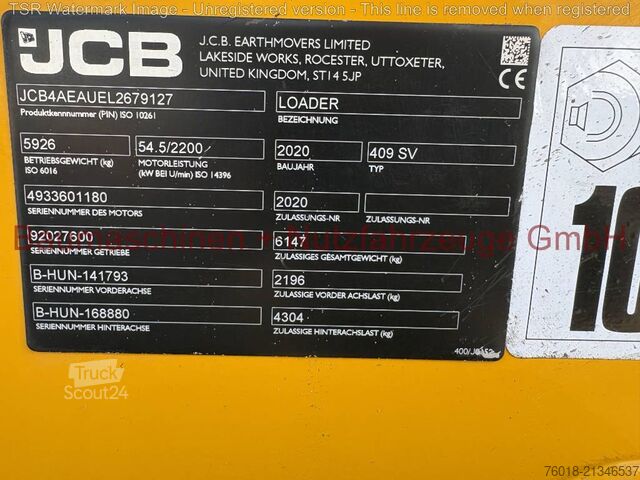 TSR Watermark Image - Unregistered version - This mark is removed when registered
JCB
J.C.B. EARTHMOVERS LIMITED
LAKESIDE WORKS, ROCESTER, UTTOXETER,
UNITED KINGDOM, ST14 5JP
CE
JCB4AEAUEL2679127
Produktkennnummer (PIN) ISO 10261
LOADER
BEZEICHNUNG
5926
BETRIEBSGEWICHT (kg)
ISO 6016
54.5/2200
MOTORLEISTUNG
(kW BEI U/min) ISO 14396
2020
BAUJAHR
409 SV
TYP
4933601180
SERIENNUMMER DES MOTORS
2020
ZULASSUNGS-NR
ZULASSUNGS-NR
Baumaschinen + Nutzfahrzeuge GmbH
92027600
SERIENNUMMER GETRIEBE
6147
ZULASSIGES GESAMTGEWICHT (kg)
B-HUN-141793
SERIENNUMMER VORDERACHSE
2196
ZULASSIGE VORDER ACHSLAST (kg)
B-HUN-168880
SERIENNUMMER HINTERACHSE
4304
ZULASSIGE HINTERACHSLAST (kg)
10
Truck
Scout24
76018-21346537